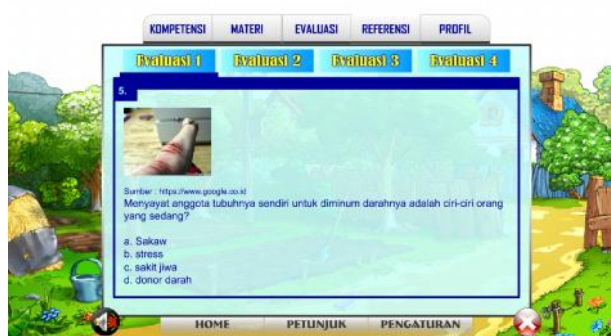 KOMPETENSI MATERI EVALUASI REFERENSI PROFIL
Evaluasi 1 Evaluasi 2 Evaluasi 3 Evaluasi 4
5.
Sumber : https://www.google.co.id
Menyayat anggota tubuhnya sendiri untuk diminum darahnya adalah ciri-ciri orang
yang sedang?
a. Sakaw
b. stress
c. sakit jiwa
d. donor darah
HOME PETUNJUK PENGATURAN